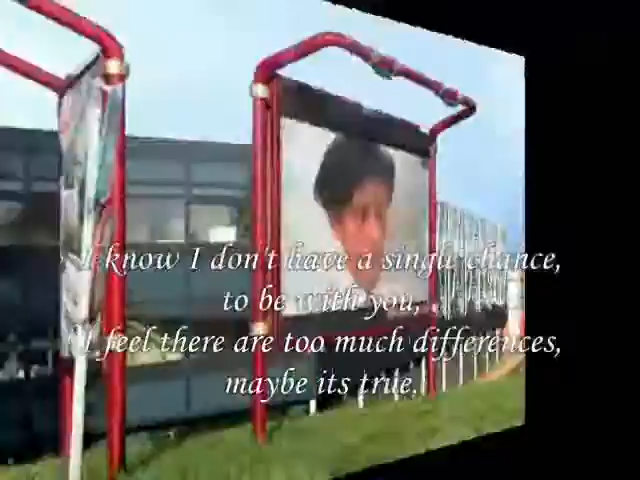 I know I don't have a single chance,
to be with you,
I feel there are too much differences,
maybe its true.